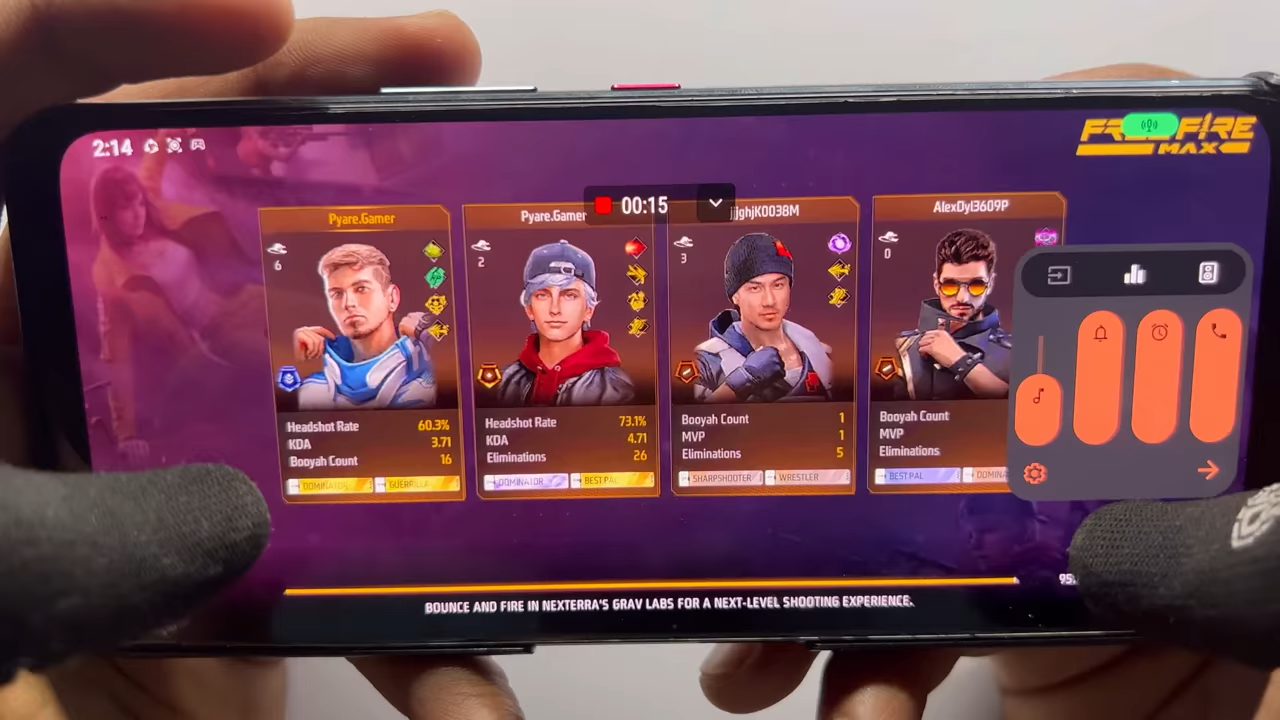 2:14
FREE FIRE
MAX
00:15
Pyare.Gamer
6
Headshot Rate 60.3%
KDA 3.71
Booyah Count 16
DOMINATOR GUERRILLA
Pyare.Gamer
2
Headshot Rate 73.1%
KDA 4.71
Eliminations 26
DOMINATOR BEST PAL
jjghjK003BM
3
Booyah Count 1
MVP 1
Eliminations 5
SHARPSHOOTER WRESTLER
AlexDyl3609P
0
Booyah Count
MVP
Eliminations
BEST PAL
95.
BOUNCE AND FIRE IN NEXTERRA'S GRAV LABS FOR A NEXT-LEVEL SHOOTING EXPERIENCE.